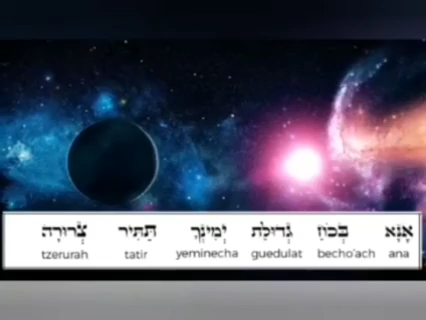 אָנָּא בְּכֹחַ גְּדוּלַת יְמִינְךָ תַּתִּיר צְרוּרָה
tzerurah tatir yeminecha guedulat becho'ach ana